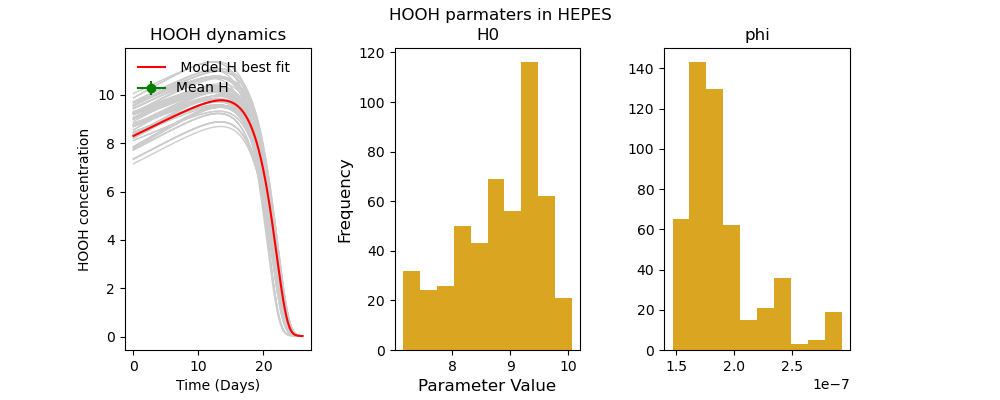 HOOH parmaters in HEPES
HOOH dynamics
Model H best fit
Mean H
HOOH concentration
10
8
6
4
2
0
0 10 20
Time (Days)
H0
Frequency
120
100
80
60
40
20
0
8 9 10
Parameter Value
phi
140
120
100
80
60
40
20
0
1.5 2.0 2.5
1e−7